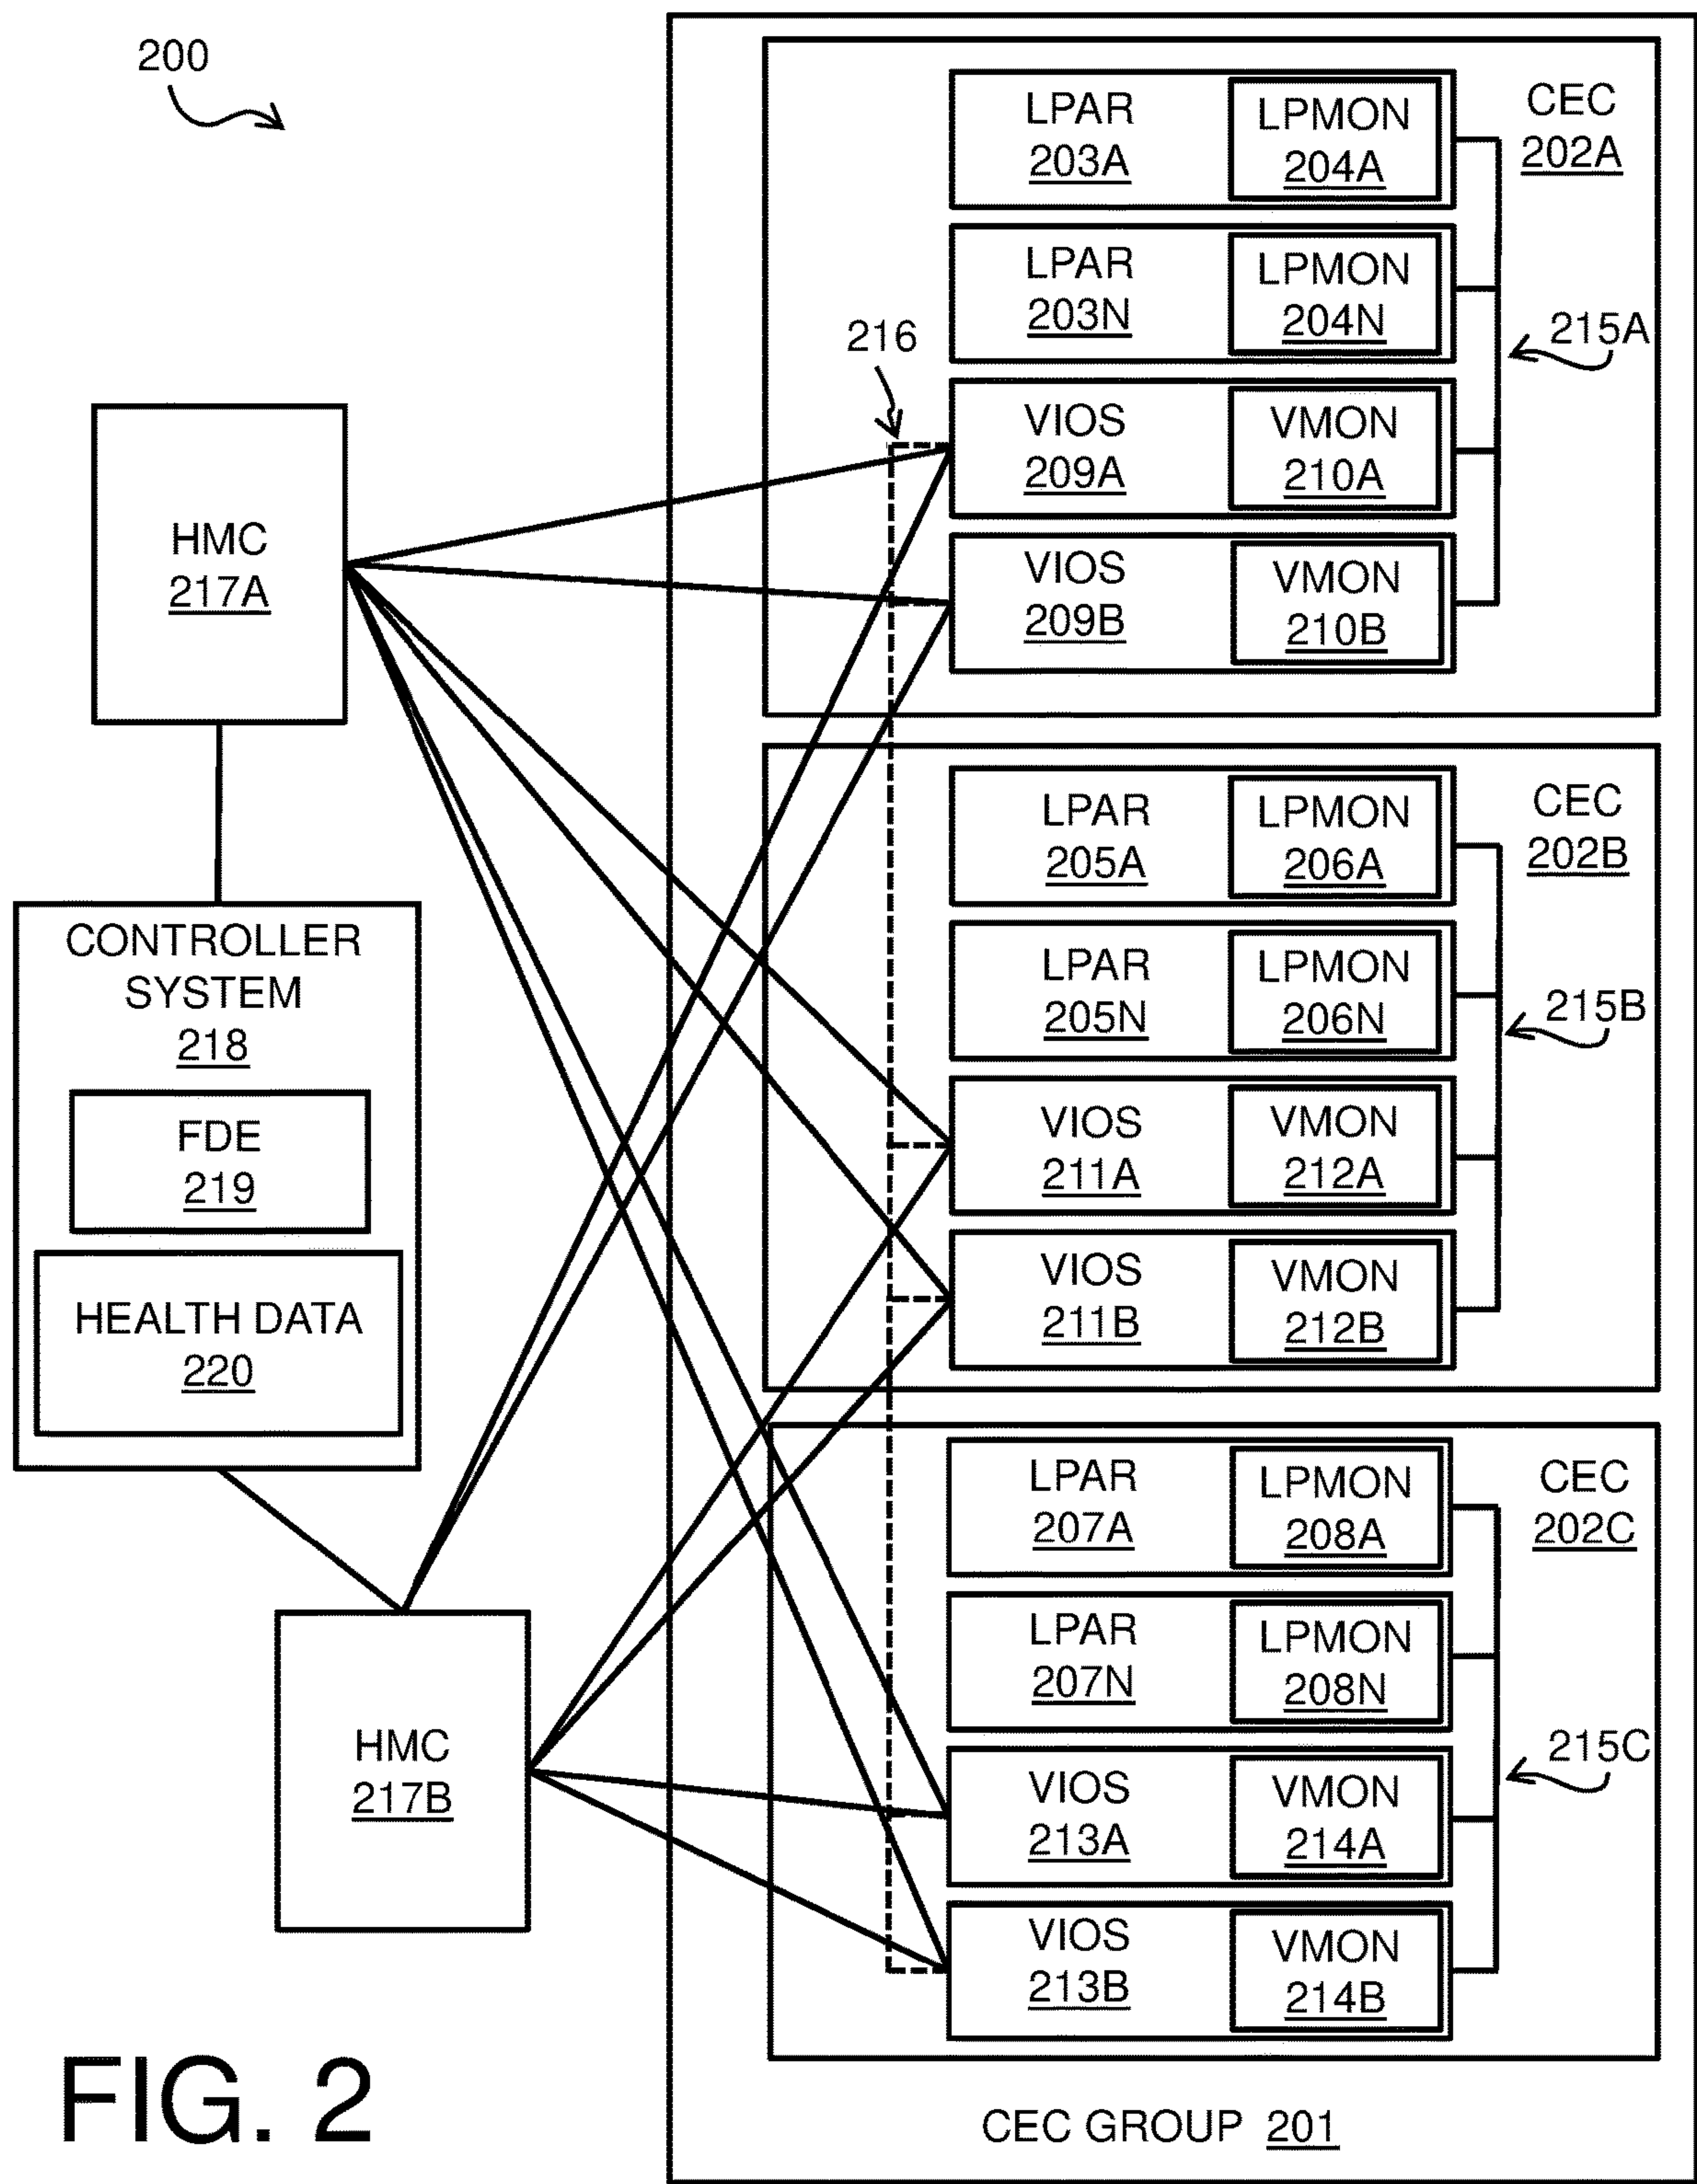 200
LPAR
203A
LPMON
204A
CEC
202A
LPAR
203N
LPMON
204N
216
215A
VIOS
209A
VMON
210A
HMC
217A
VIOS
209B
VMON
210B
LPAR
205A
LPMON
206A
CEC
202B
CONTROLLER
SYSTEM
218
LPAR
205N
LPMON
206N
215B
FDE
219
VIOS
211A
VMON
212A
HEALTH DATA
220
VIOS
211B
VMON
212B
LPAR
207A
LPMON
208A
CEC
202C
LPAR
207N
LPMON
208N
HMC
217B
215C
VIOS
213A
VMON
214A
VIOS
213B
VMON
214B
FIG. 2
CEC GROUP 201